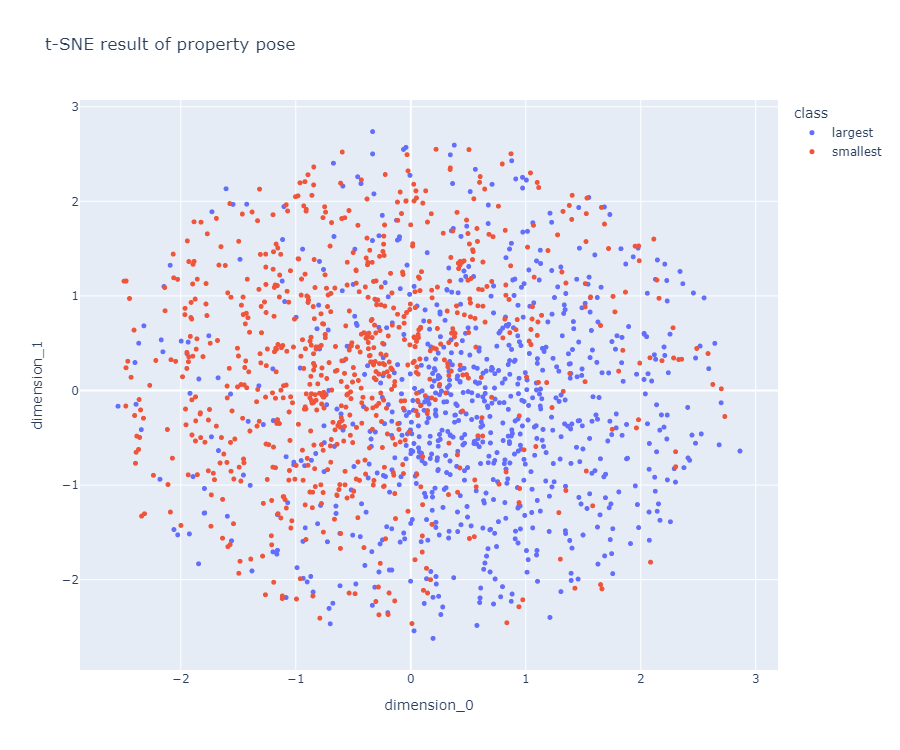 t-SNE result of property pose
class
largest
smallest
3
2
1
0
−1
−2
dimension_1
−2
−1
0
1
2
3
dimension_0